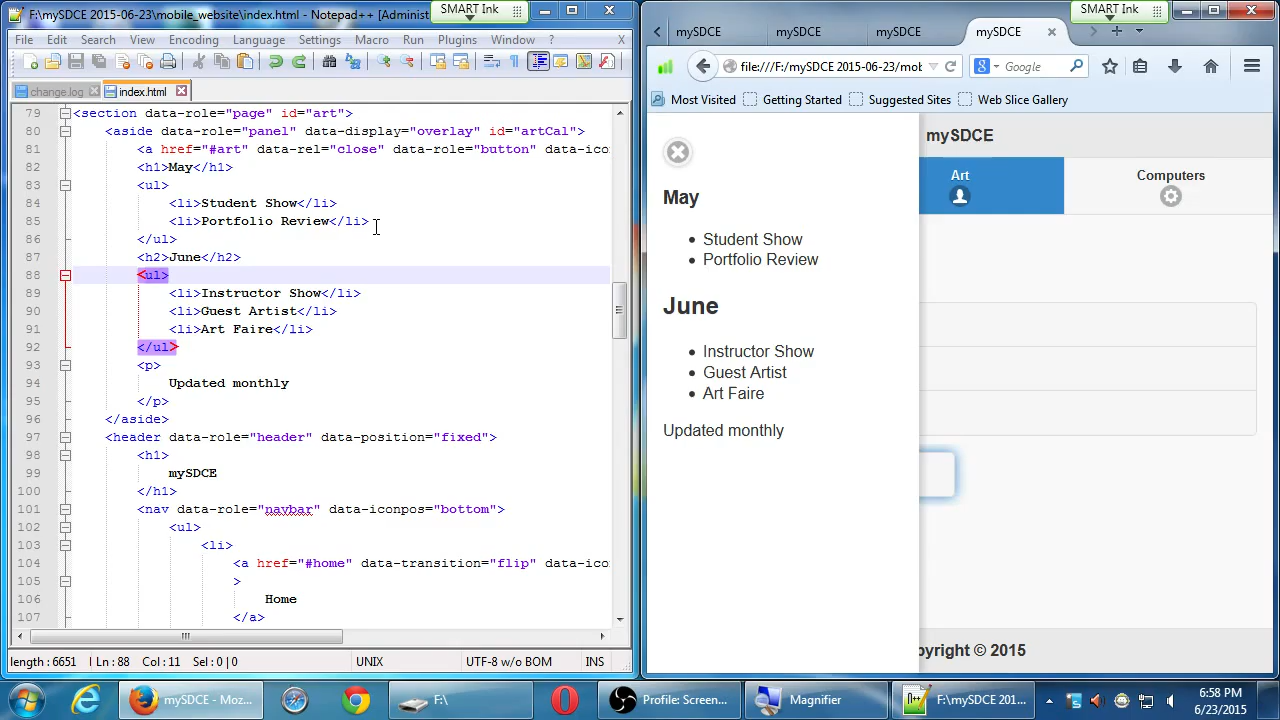 F:\mySDCE 2015-06-23\mobile_website\index.html - Notepad++ [Administ
SMART Ink
File Edit Search View Encoding Language Settings Macro Run Plugins Window ? X
change.log index.html
79 <section data-role="page" id="art">
80 <aside data-role="panel" data-display="overlay" id="artCal">
81 <a href="#art" data-rel="close" data-role="button" data-ico
82 <h1>May</h1>
83 <ul>
84 <li>Student Show</li>
85 <li>Portfolio Review</li>
86 </ul>
87 <h2>June</h2>
88 <ul>
89 <li>Instructor Show</li>
90 <li>Guest Artist</li>
91 <li>Art Faire</li>
92 </ul>
93 <p>
94 Updated monthly
95 </p>
96 </aside>
97 <header data-role="header" data-position="fixed">
98 <h1>
99 mySDCE
100 </h1>
101 <nav data-role="navbar" data-iconpos="bottom">
102 <ul>
103 <li>
104 <a href="#home" data-transition="flip" data-ico
105 >
106 Home
107 </a>
length : 6651 Ln : 88 Col : 11 Sel : 0 | 0 UNIX UTF-8 w/o BOM INS
SMART Ink
mySDCE mySDCE mySDCE mySDCE
file:///F:/mySDCE 2015-06-23/mob Google
Most Visited Getting Started Suggested Sites Web Slice Gallery
mySDCE
Art Computers
May
Student Show
Portfolio Review
June
Instructor Show
Guest Artist
Art Faire
Updated monthly
pyright © 2015
mySDCE - Moz... F:\ Profile: Screen... Magnifier F:\mySDCE 201...
6:58 PM
6/23/2015